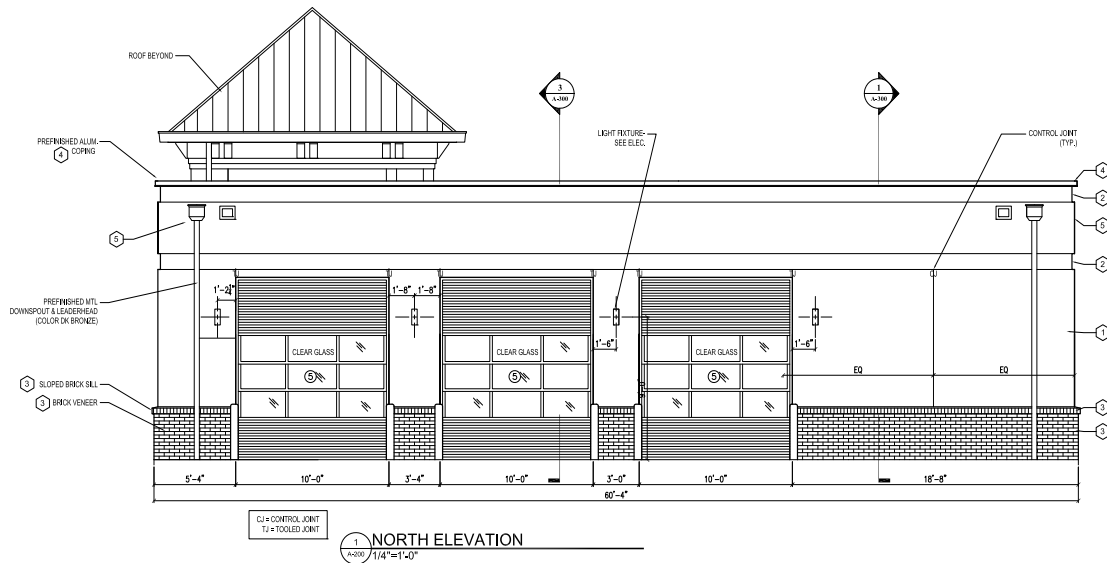 ROOF BEYOND
3
A-300
1
A-300
PREFINISHED ALUM.
4
COPING
LIGHT FIXTURE-
SEE ELEC.
CONTROL JOINT
(TYP.)
4
2
5
5
2
1'-2¼"
1'-8"
1'-8"
PREFINISHED MTL
DOWNSPOUT & LEADERHEAD
(COLOR DK BRONZE)
1
1'-6"
1'-6"
CLEAR GLASS
CLEAR GLASS
CLEAR GLASS
5
5
5
EQ
EQ
3
SLOPED BRICK SILL
3
BRICK VENEER
3
3
5'-4"
10'-0"
3'-4"
10'-0"
3'-0"
10'-0"
18'-8"
60'-4"
CJ = CONTROL JOINT
TJ = TOOLED JOINT
1
A-200
NORTH ELEVATION
1/4"=1'-0"